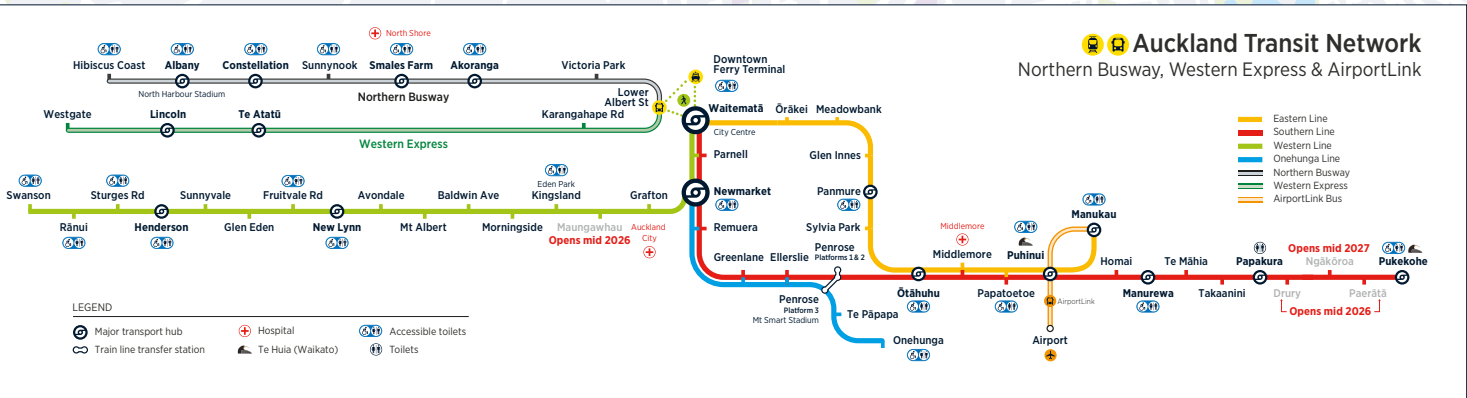 Auckland Transit Network
Northern Busway, Western Express & AirportLink
North Shore
Hibiscus Coast
Albany
Constellation
Sunnynook
Smales Farm
Akoranga
Victoria Park
North Harbour Stadium
Northern Busway
Lower
Albert St
Downtown
Ferry Terminal
Westgate
Lincoln
Te Atatū
Karangahape Rd
Western Express
Waitematā
City Centre
Ōrākei
Meadowbank
Parnell
Glen Innes
Newmarket
Panmure
Remuera
Sylvia Park
Swanson
Sturges Rd
Sunnyvale
Fruitvale Rd
Avondale
Baldwin Ave
Eden Park
Kingsland
Grafton
Rānui
Henderson
Glen Eden
New Lynn
Mt Albert
Morningside
Maungawhau
Opens mid 2026
Auckland
City
Greenlane
Ellerslie
Penrose
Platforms 1 & 2
Penrose
Platform 3
Mt Smart Stadium
Te Pāpapa
Onehunga
Ōtāhuhu
Middlemore
Middlemore
Papatoetoe
Puhinui
Manukau
AirportLink
Airport
Homai
Manurewa
Te Māhia
Takaanini
Papakura
Drury
Opens mid 2027
Ngākōroa
Paerātā
Opens mid 2026
Pukekohe
Eastern Line
Southern Line
Western Line
Onehunga Line
Northern Busway
Western Express
AirportLink Bus
LEGEND
Major transport hub
Train line transfer station
Hospital
Te Huia (Waikato)
Accessible toilets
Toilets